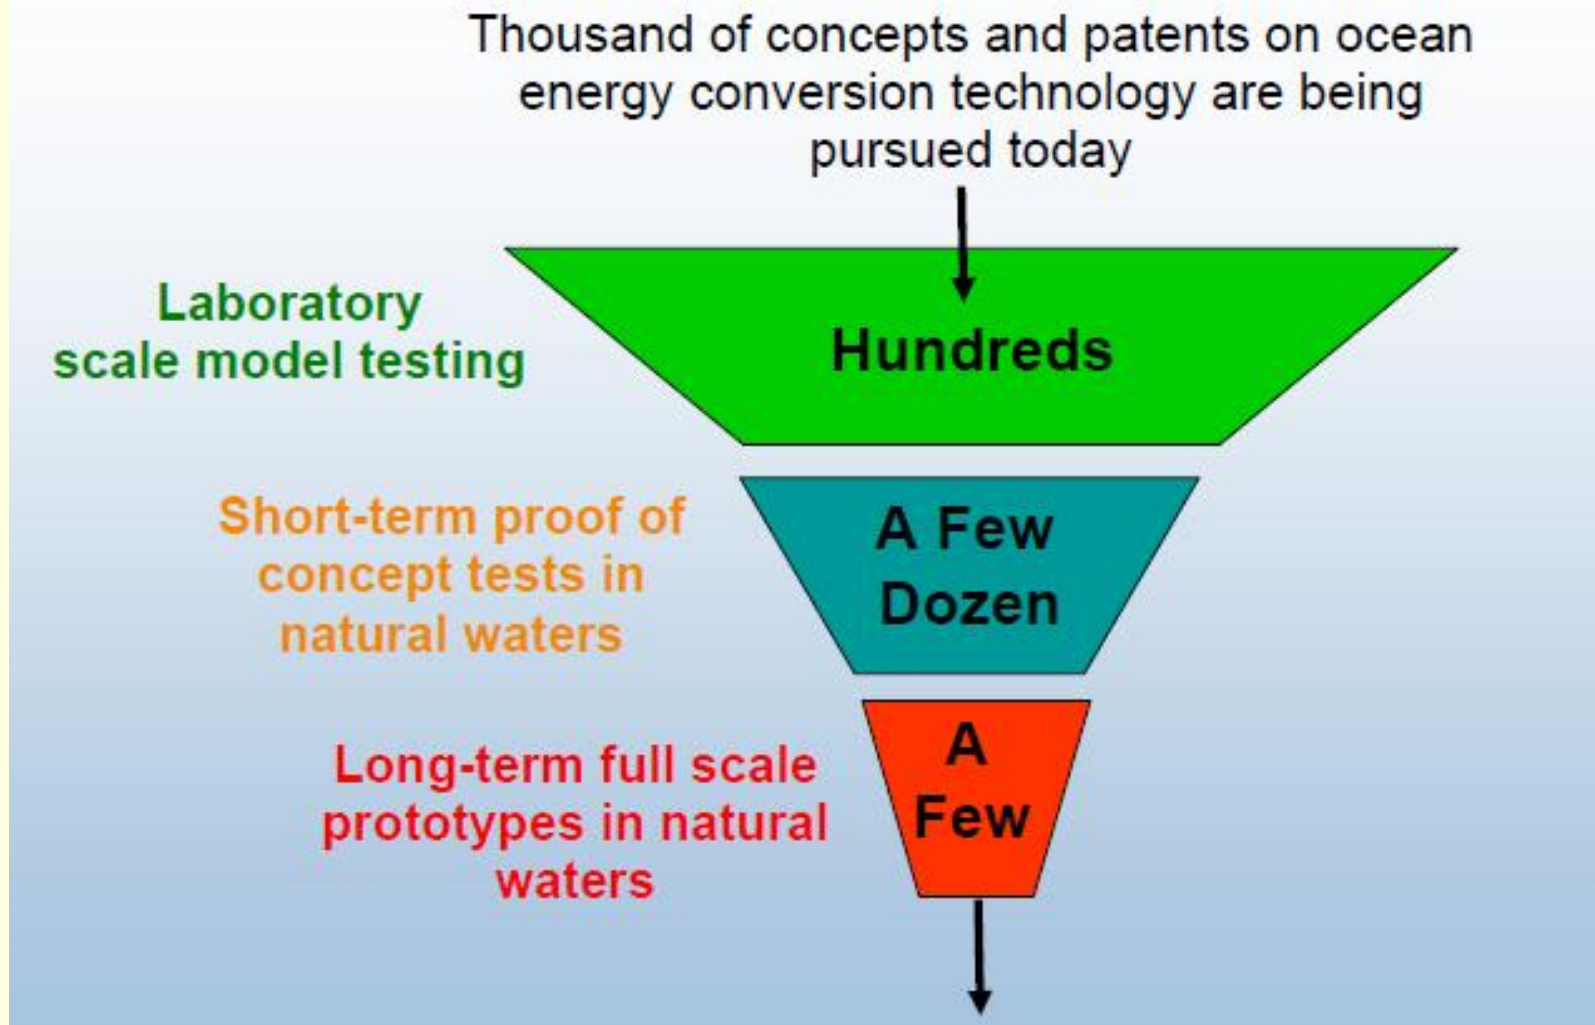 Thousand of concepts and patents on ocean
energy conversion technology are being
pursued today
Laboratory
scale model testing
Hundreds
Short-term proof of
concept tests in
natural waters
A Few
Dozen
Long-term full scale
prototypes in natural
waters
A
Few